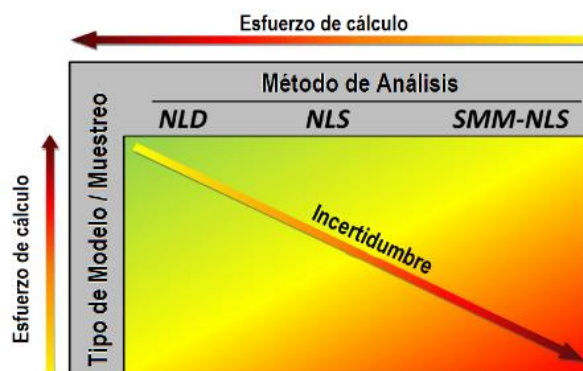 Esfuerzo de cálculo
Método de Análisis
NLD NLS SMM-NLS
Esfuerzo de cálculo
Tipo de Modelo / Muestreo
Incertidumbre